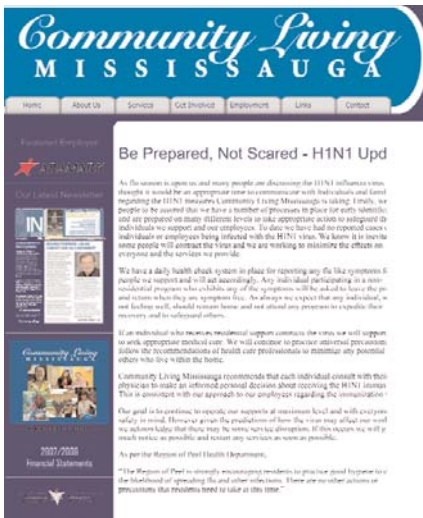 Community Living
MISSISSAUGA
Home About Us Services Get Involved Employment Links Contact
Featured Employer
Our Latest Newsletter
IN
Community Living
2007/2008
Financial Statements
Be Prepared, Not Scared - H1N1 Upd
As flu season is upon us and many people are discussing the H1N1 influenza virus
thought it would be an appropriate time to communicate with individuals and famil
regarding the H1N1 measures Community Living Mississauga is taking. Firstly, we
people to be assured that we have a number of processes in place for early identific
and are prepared on many different levels to take appropriate action to safeguard th
individuals we support and our employees. To date we have had no reported cases
individuals or employees being infected with the H1N1 virus. We know it is inevita
some people will contract the virus and we are working to minimize the effects on
everyone and the services we provide.
We have a daily health check system in place for reporting any flu like symptoms f
people we support and will act accordingly. Any individual participating in a non-
residential program who exhibits any of the symptoms will be asked to leave the pr
and return when they are symptom free. As always we expect that any individual, w
not feeling well, should remain home and not attend any program to expedite their
recovery and to safeguard others.
If an individual who receives residential support contracts the virus we will support
to seek appropriate medical care. We will continue to practice universal precaution
follow the recommendations of health care professionals to minimize any potential
others who live within the home.
Community Living Mississauga recommends that each individual consult with thei
physician to make an informed personal decision about receiving the H1N1 immun
This is consistent with our approach to our employees regarding the immunization
Our goal is to continue to operate our supports at maximum level and with everyon
safety in mind. However given the predictions of how the virus may affect our work
we acknowledge that there may be some service disruption. If this occurs we will g
much notice as possible and restart any services as soon as possible.
As per the Region of Peel Health Department,
"The Region of Peel is strongly encouraging residents to practice good hygiene to
the likelihood of spreading flu and other infections. There are no other actions or
precautions that residents need to take at this time."